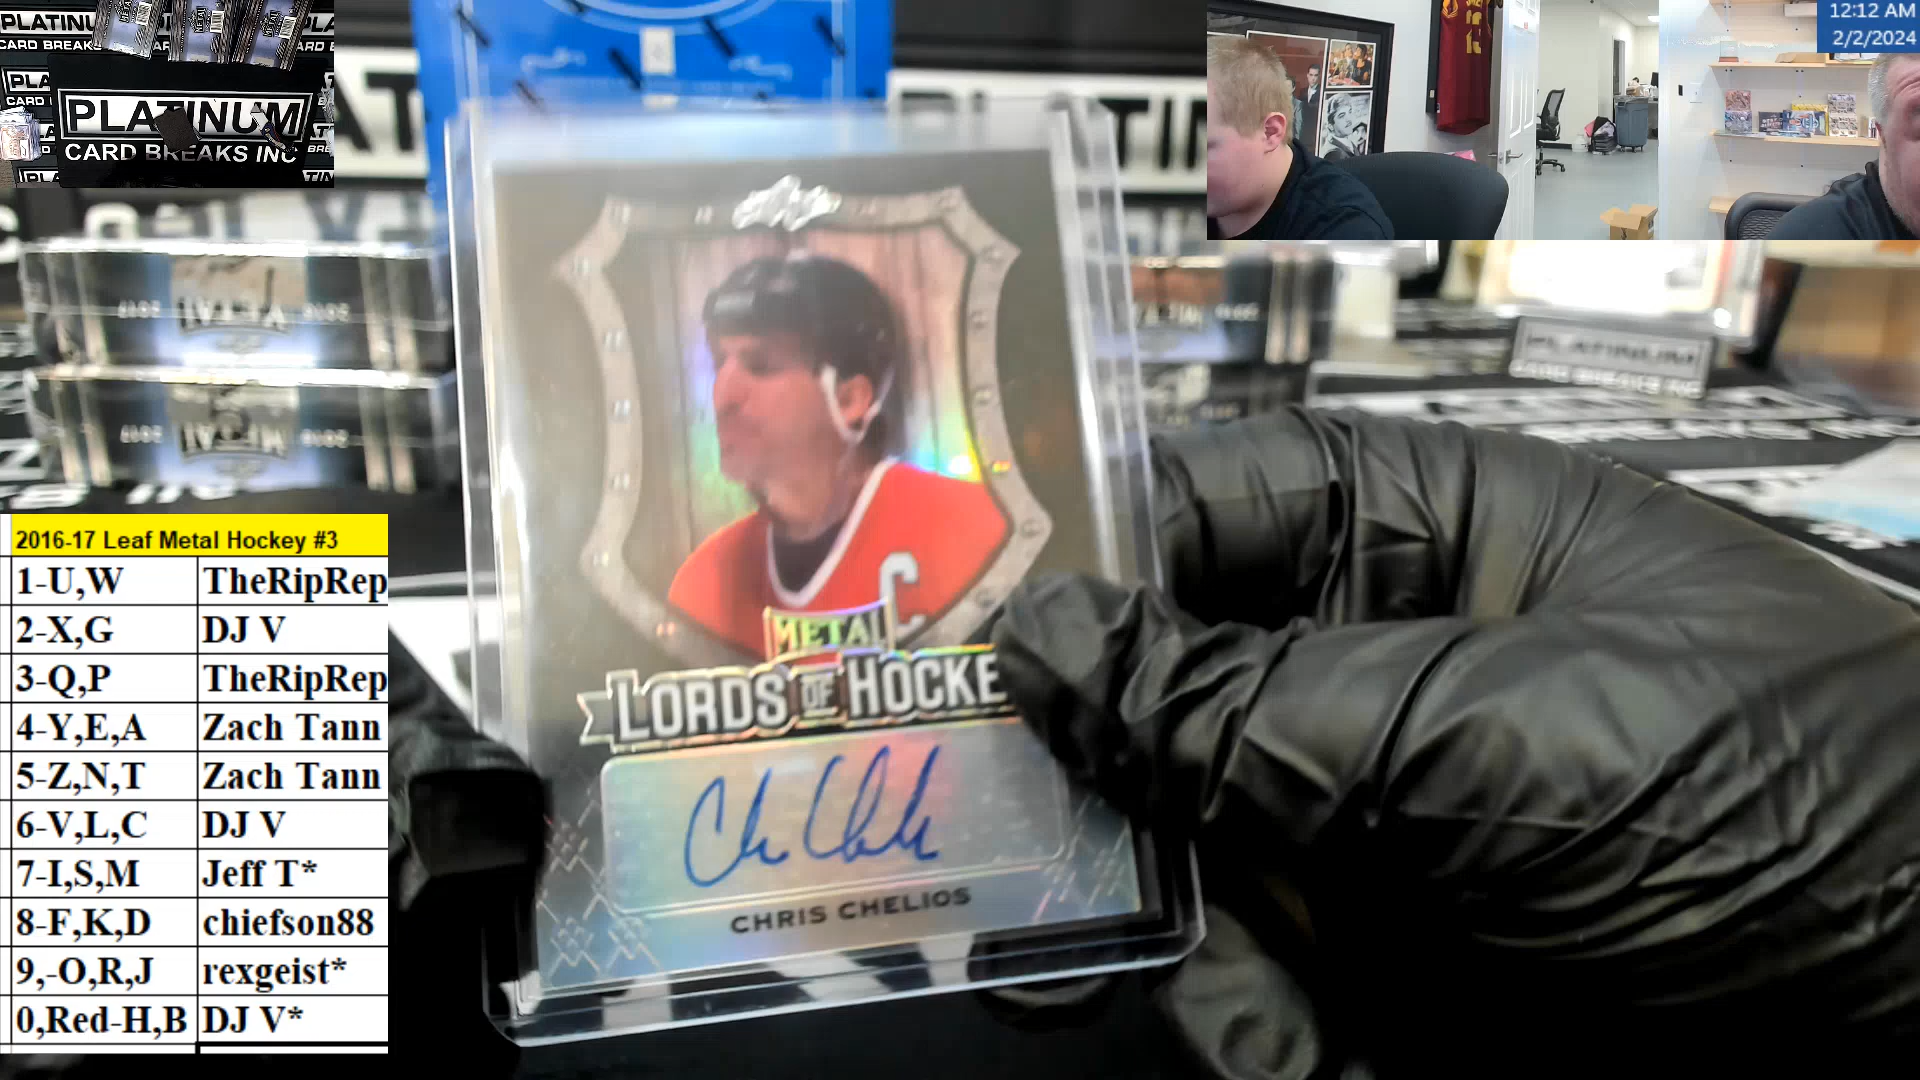 PLATINUM
CARD BREAKS INC
12:12 AM
2/2/2024
METAL
LORDS OF HOCKE
CHRIS CHELIOS
C
PLATINUM
2016-17 Leaf Metal Hockey #3
1-U,W TheRipRep
2-X,G DJ V
3-Q,P TheRipRep
4-Y,E,A Zach Tann
5-Z,N,T Zach Tann
6-V,L,C DJ V
7-I,S,M Jeff T*
8-F,K,D chiefson88
9,-O,R,J rexgeist*
0,Red-H,B DJ V*